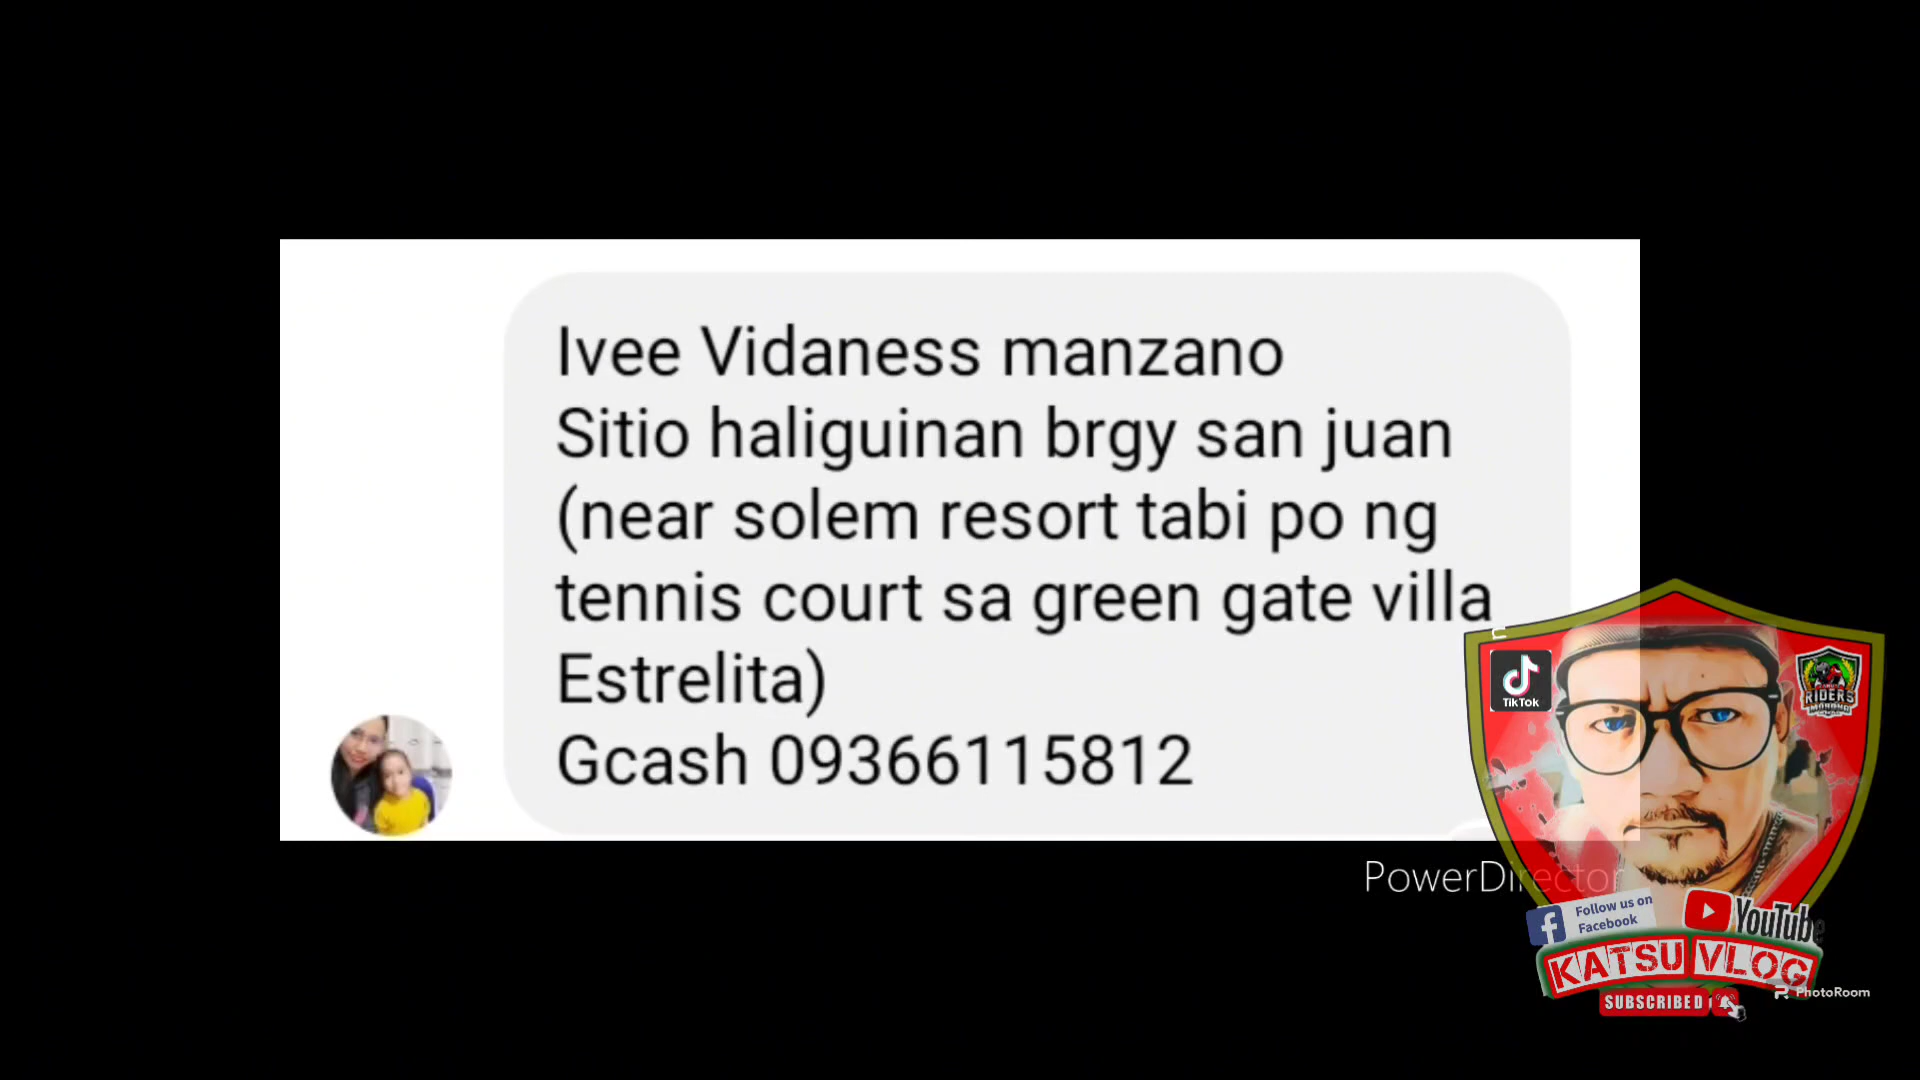 Ivee Vidaness manzano
Sitio haliguinan brgy san juan
(near solem resort tabi po ng
tennis court sa green gate villa
Estrelita)
Gcash 09366115812
TikTok
RIDERS
PowerDirector
Follow us on
Facebook
YouTube
KATSU VLOG
SUBSCRIBED
PhotoRoom